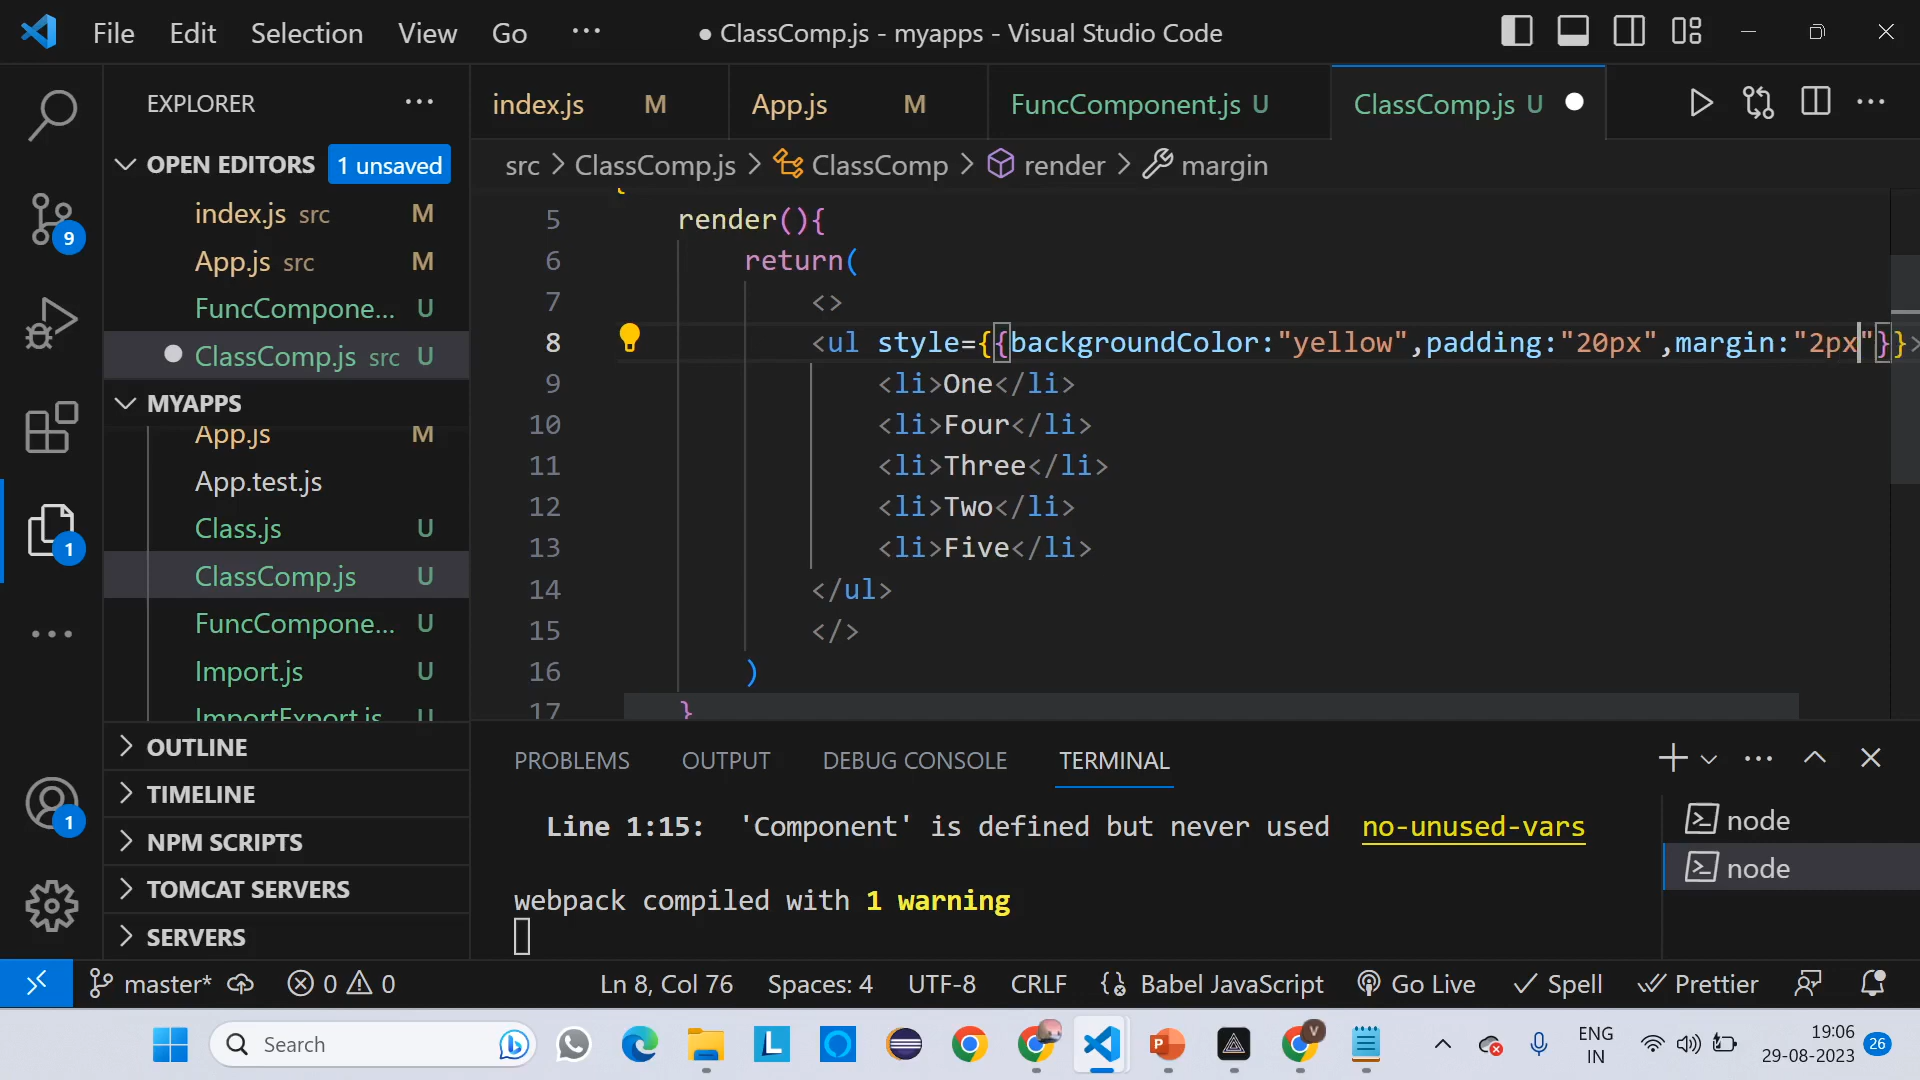 File Edit Selection View Go ··· ● ClassComp.js - myapps - Visual Studio Code
EXPLORER ···
index.js M App.js M FuncComponent.js U ClassComp.js U ●
OPEN EDITORS 1 unsaved
src > ClassComp.js > ClassComp > render > margin
index.js src M
App.js src M
FuncCompone... U
ClassComp.js src U
MYAPPS
App.js M
App.test.js
Class.js U
ClassComp.js U
FuncCompone... U
Import.js U
ImportExport.js U
OUTLINE
TIMELINE
NPM SCRIPTS
TOMCAT SERVERS
SERVERS
9
1
1
{
5 render(){
6 return(
7 <>
8 <ul style={{backgroundColor:"yellow",padding:"20px",margin:"2px"}}>
9 <li>One</li>
10 <li>Four</li>
11 <li>Three</li>
12 <li>Two</li>
13 <li>Five</li>
14 </ul>
15 </>
16 )
17 }
PROBLEMS OUTPUT DEBUG CONSOLE TERMINAL
Line 1:15: 'Component' is defined but never used no-unused-vars
webpack compiled with 1 warning
node
node
master* 0 0 Ln 8, Col 76 Spaces: 4 UTF-8 CRLF Babel JavaScript Go Live Spell Prettier
Search
ENG
IN
19:06
29-08-2023
26